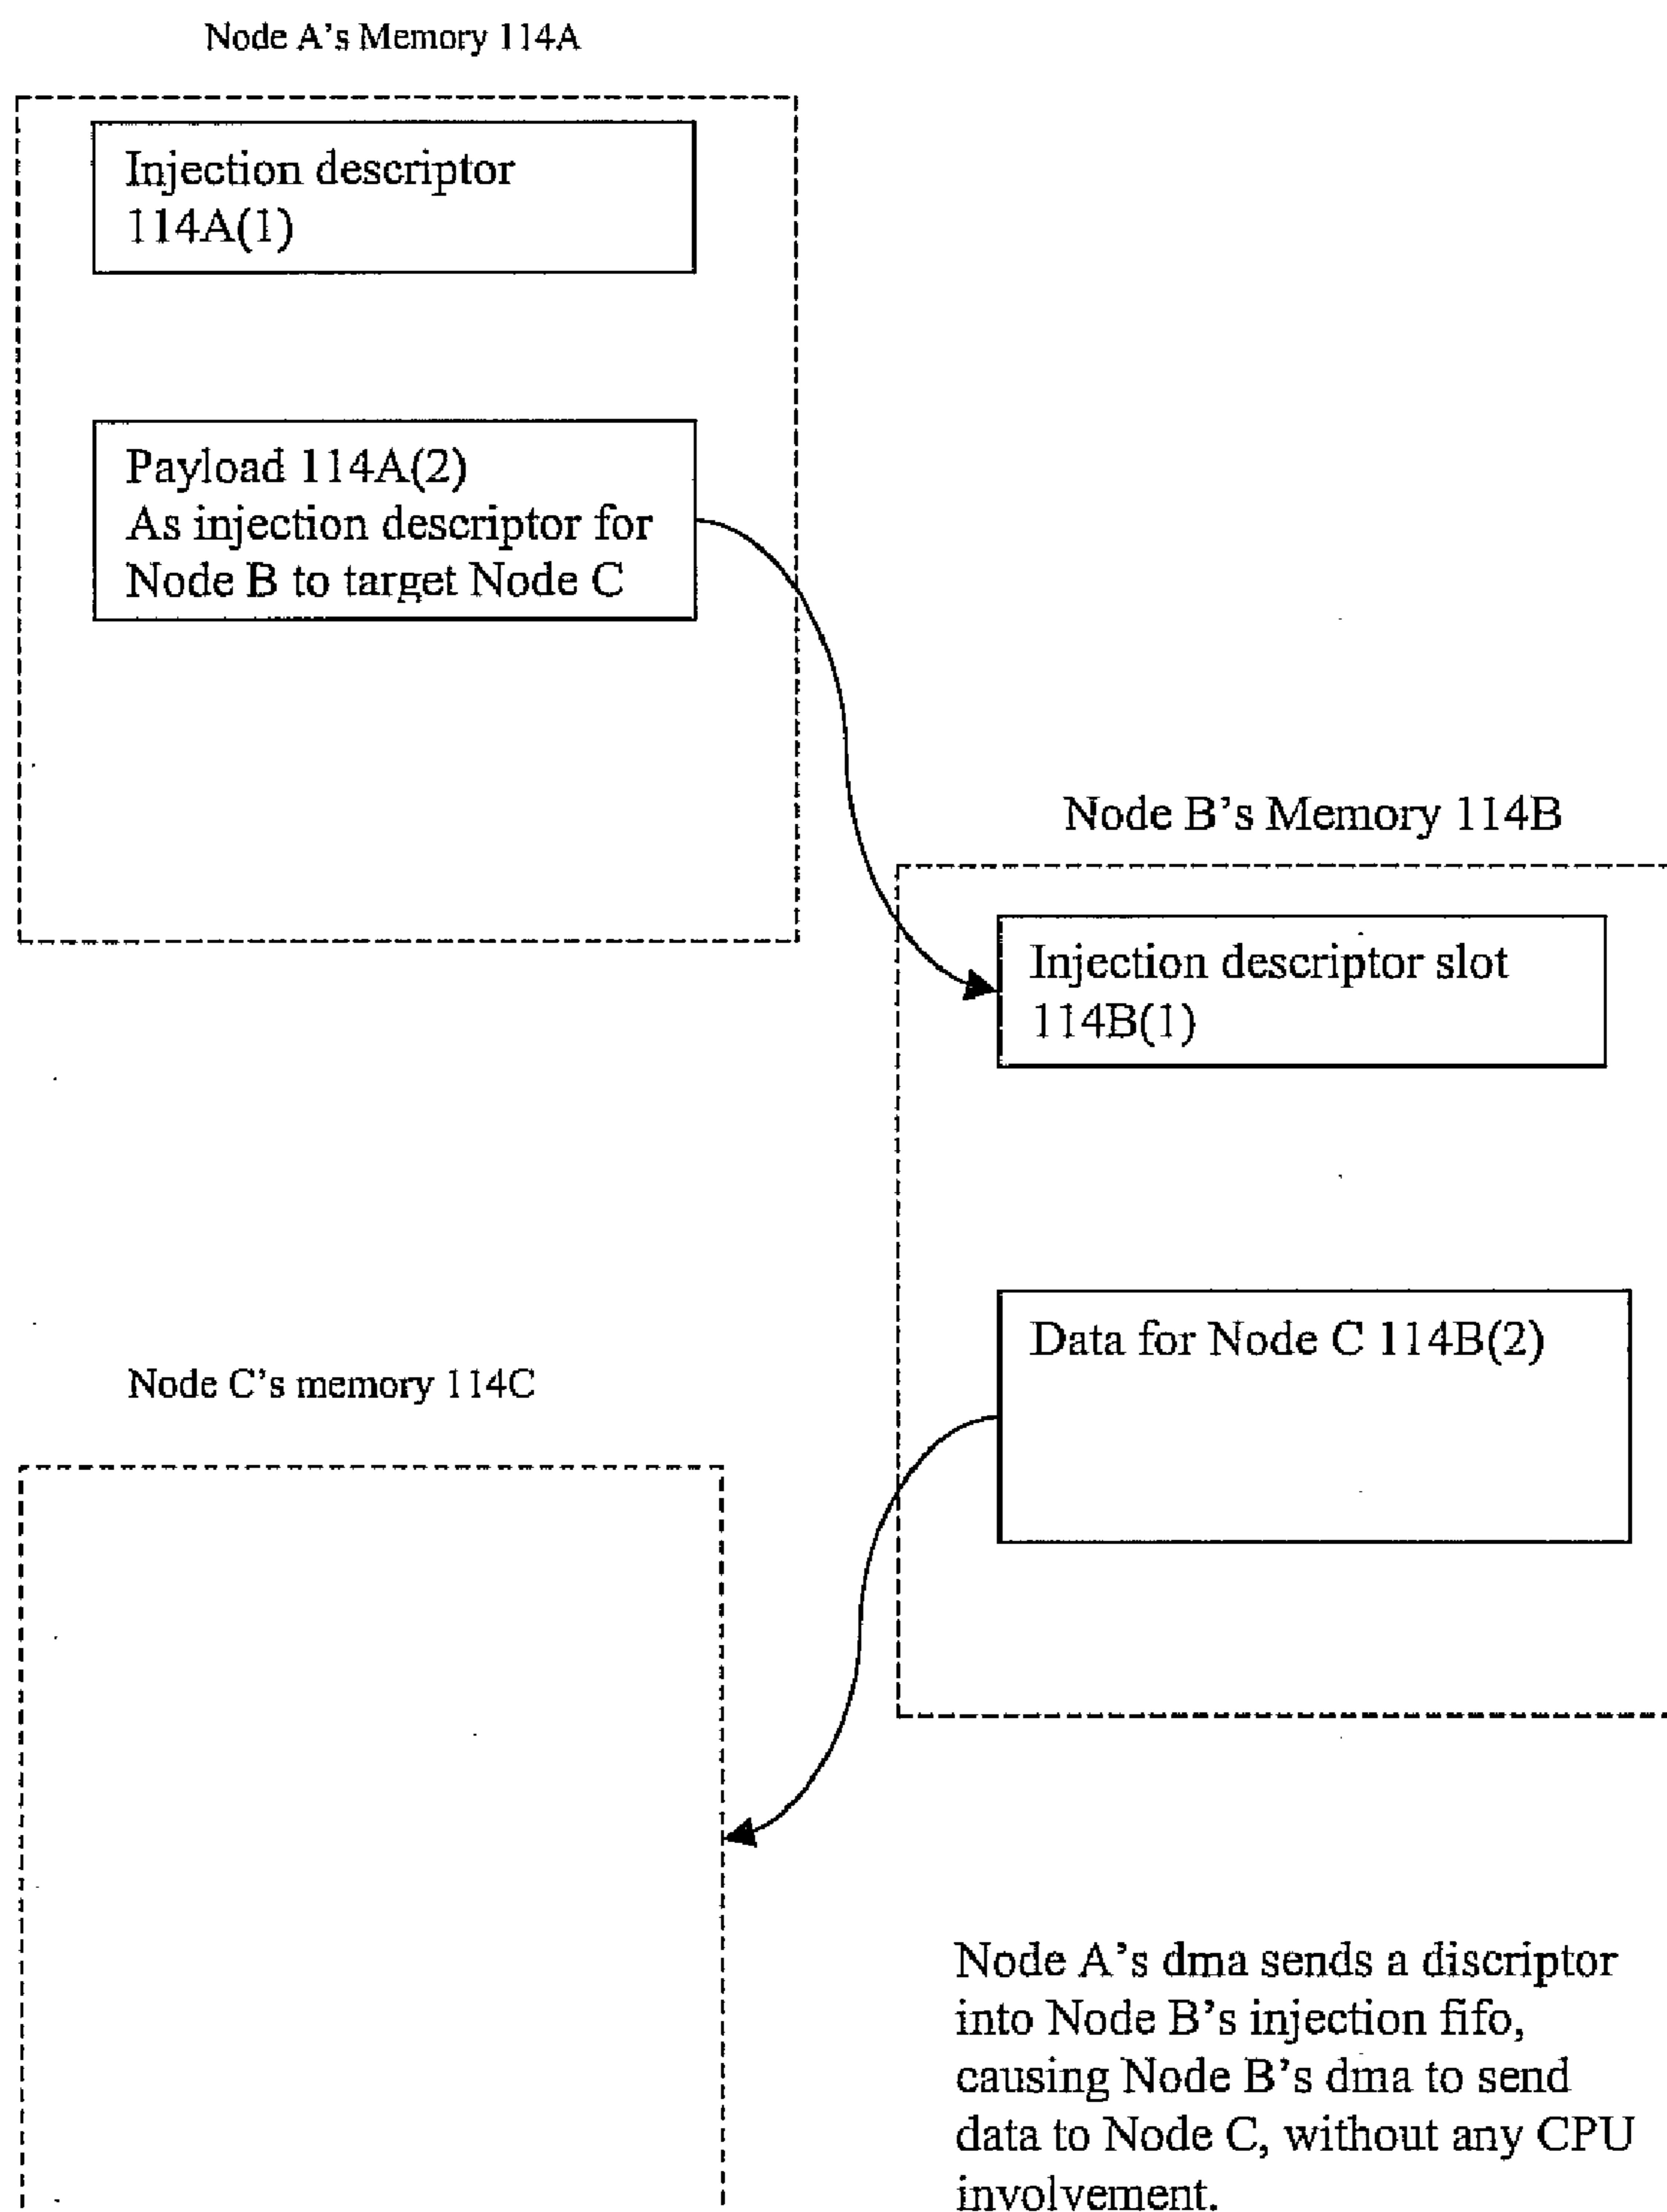 Node A's Memory 114A
Injection descriptor
114A(1)
Payload 114A(2)
As injection descriptor for
Node B to target Node C
Node B's Memory 114B
Injection descriptor slot
114B(1)
Data for Node C 114B(2)
Node C's memory 114C
Node A's dma sends a discriptor
into Node B's injection fifo,
causing Node B's dma to send
data to Node C, without any CPU
involvement.